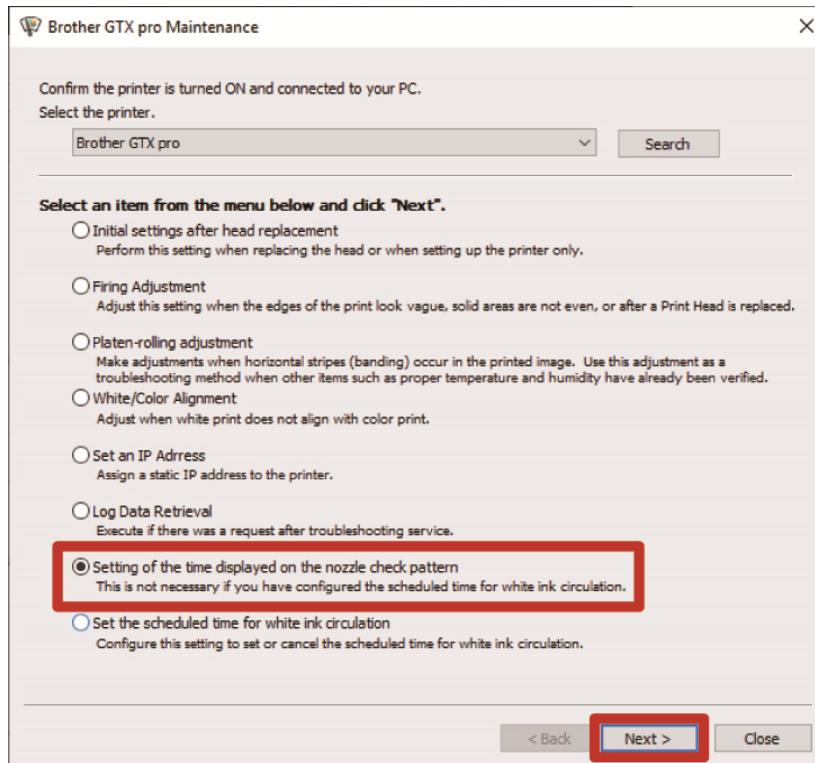 Brother GTX pro Maintenance
Confirm the printer is turned ON and connected to your PC.
Select the printer.
Brother GTX pro
Search
Select an item from the menu below and click "Next".
Initial settings after head replacement
Perform this setting when replacing the head or when setting up the printer only.
Firing Adjustment
Adjust this setting when the edges of the print look vague, solid areas are not even, or after a Print Head is replaced.
Platen-rolling adjustment
Make adjustments when horizontal stripes (banding) occur in the printed image. Use this adjustment as a
troubleshooting method when other items such as proper temperature and humidity have already been verified.
White/Color Alignment
Adjust when white print does not align with color print.
Set an IP Adrress
Assign a static IP address to the printer.
Log Data Retrieval
Execute if there was a request after troubleshooting service.
Setting of the time displayed on the nozzle check pattern
This is not necessary if you have configured the scheduled time for white ink circulation.
Set the scheduled time for white ink circulation
Configure this setting to set or cancel the scheduled time for white ink circulation.
< Back
Next >
Close